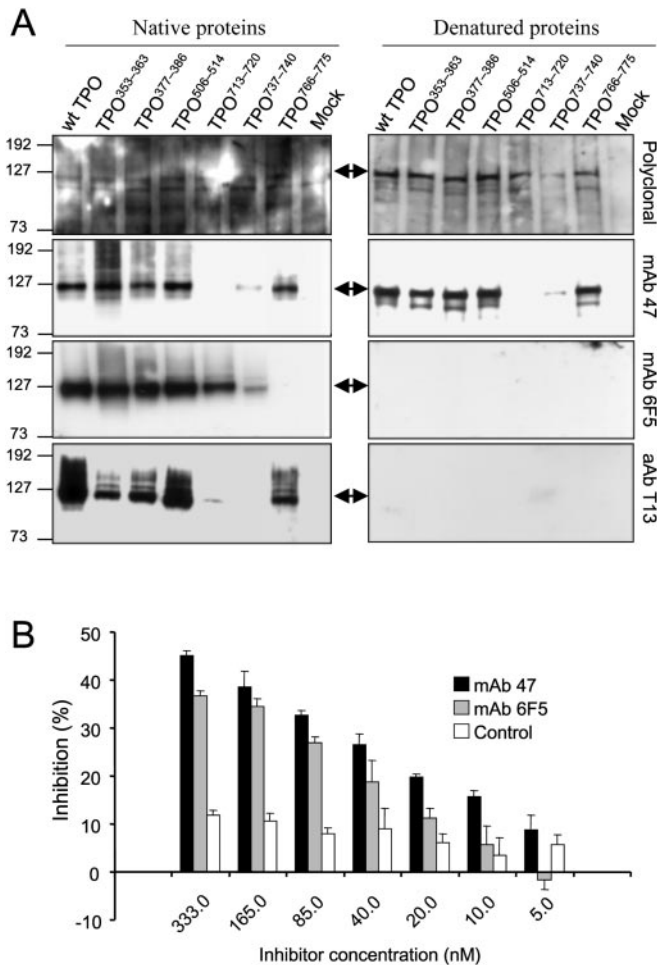 A
Native proteins
Denatured proteins
wt TPO
TPO353–363
TPO377–386
TPO506–514
TPO713–720
TPO737–740
TPO766–775
Mock
wt TPO
TPO353–363
TPO377–386
TPO506–514
TPO713–720
TPO737–740
TPO766–775
Mock
192
127
73
Polyclonal
192
127
73
mAb 47
192
127
73
mAb 6F5
192
127
73
aAb T13
B
50
40
30
20
10
0
-10
Inhibition (%)
mAb 47
mAb 6F5
Control
333.0
165.0
85.0
40.0
20.0
10.0
5.0
Inhibitor concentration (nM)